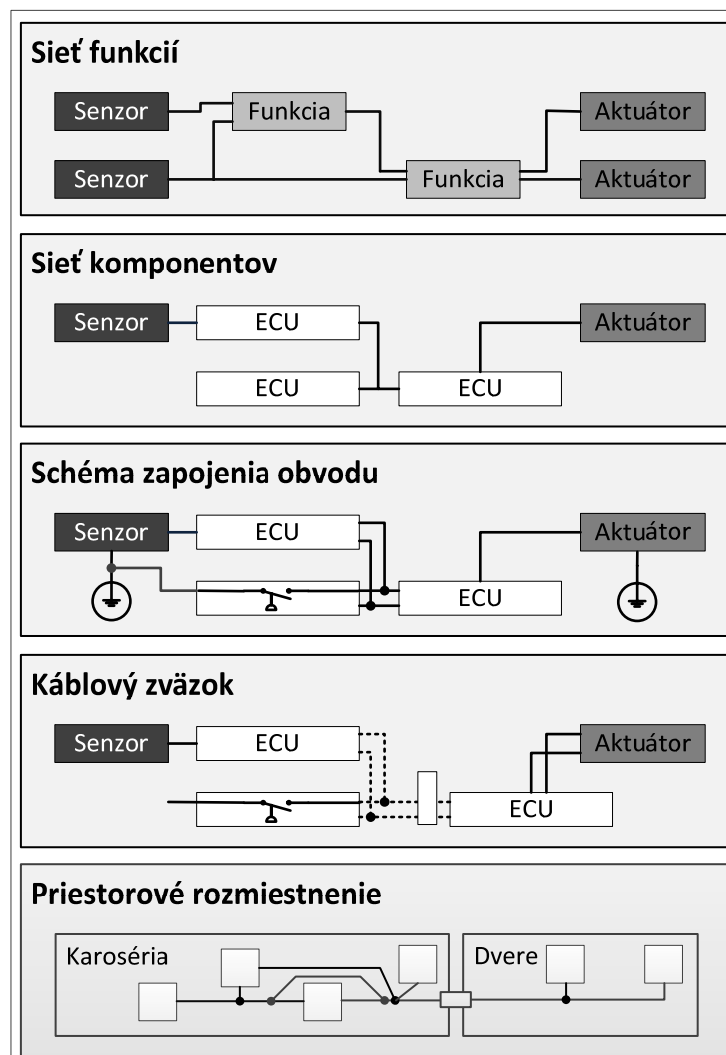 Sieť funkcií
Senzor Funkcia Aktuátor
Senzor Funkcia Aktuátor
Sieť komponentov
Senzor ECU Aktuátor
ECU ECU
Schéma zapojenia obvodu
Senzor ECU Aktuátor
ECU
Káblový zväzok
Senzor ECU Aktuátor
ECU
Priestorové rozmiestnenie
Karoséria Dvere